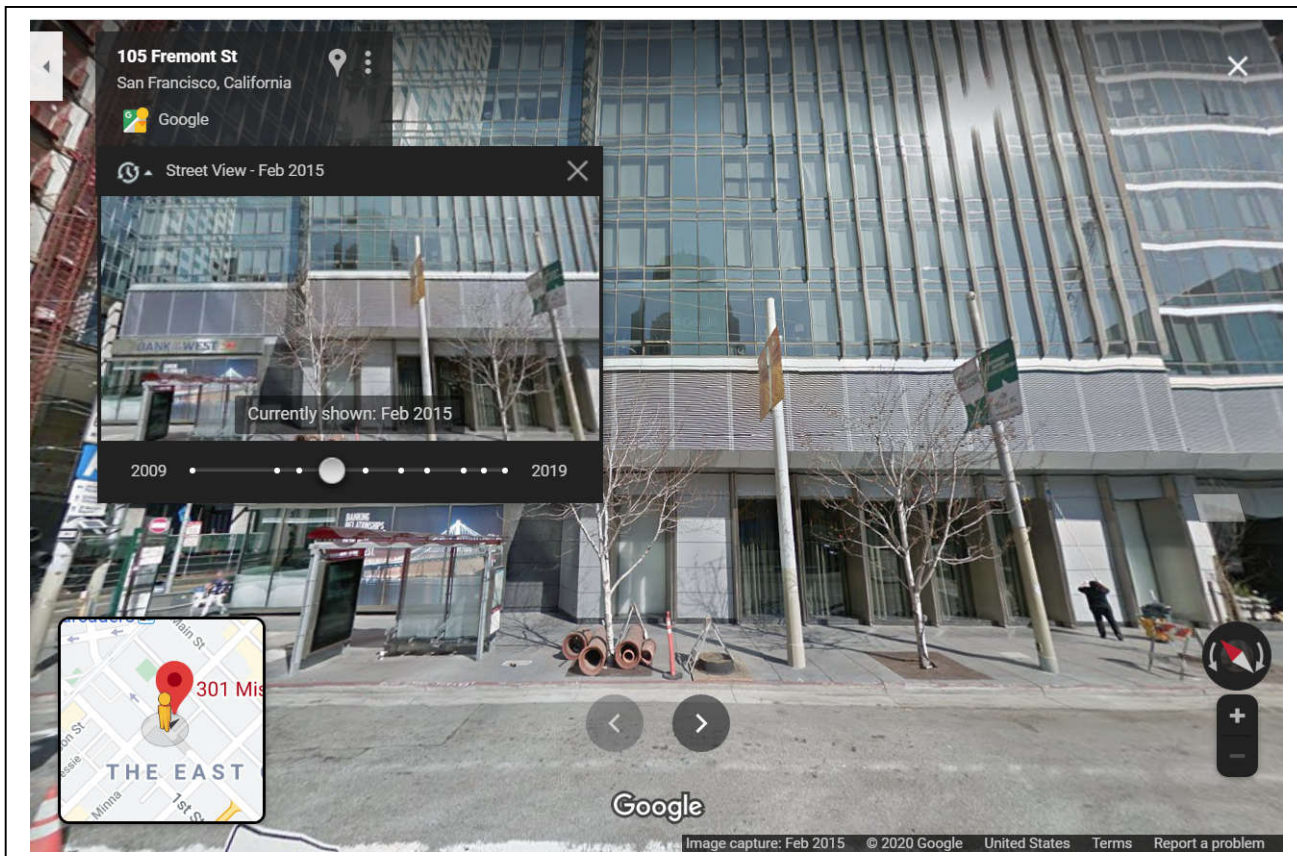 105 Fremont St
San Francisco, California
Google
Street View - Feb 2015
BANK OF THE WEST
Currently shown: Feb 2015
2009
2019
BANKING
RELATIONSHIPS
Main St
301 Mis
THE EAST
Minna
1st St
Google
Image capture: Feb 2015 © 2020 Google United States Terms Report a problem